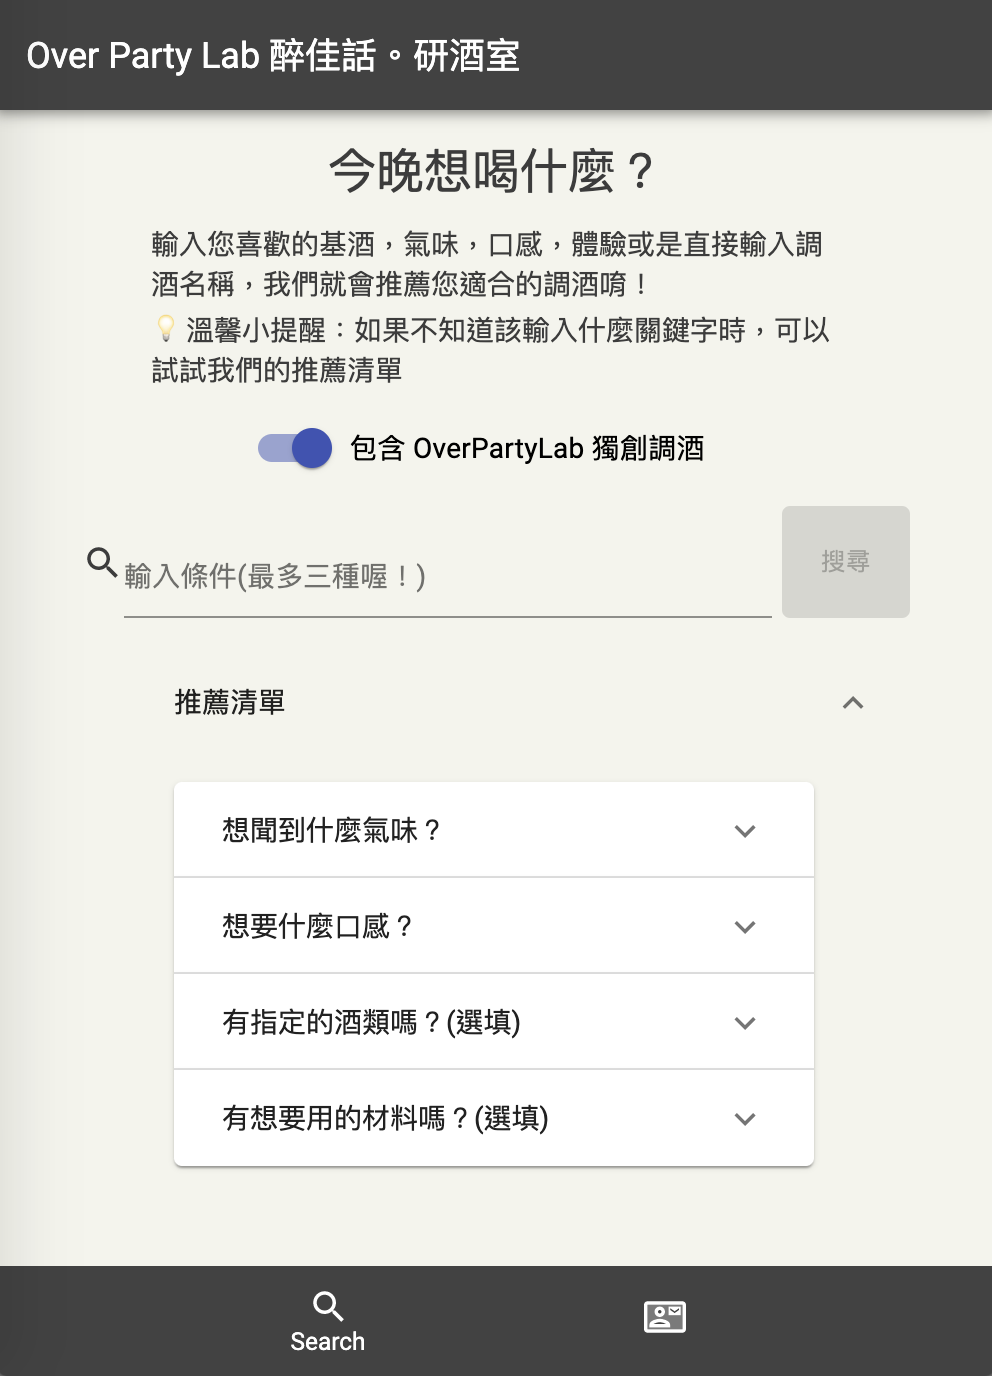 Over Party Lab 醉佳話。研酒室
今晚想喝什麼？
輸入您喜歡的基酒，氣味，口感，體驗或是直接輸入調
酒名稱，我們就會推薦您適合的調酒唷！
💡 溫馨小提醒：如果不知道該輸入什麼關鍵字時，可以
試試我們的推薦清單
包含 OverPartyLab 獨創調酒
輸入條件(最多三種喔！)
搜尋
推薦清單
想聞到什麼氣味？
想要什麼口感？
有指定的酒類嗎？(選填)
有想要用的材料嗎？(選填)
Search